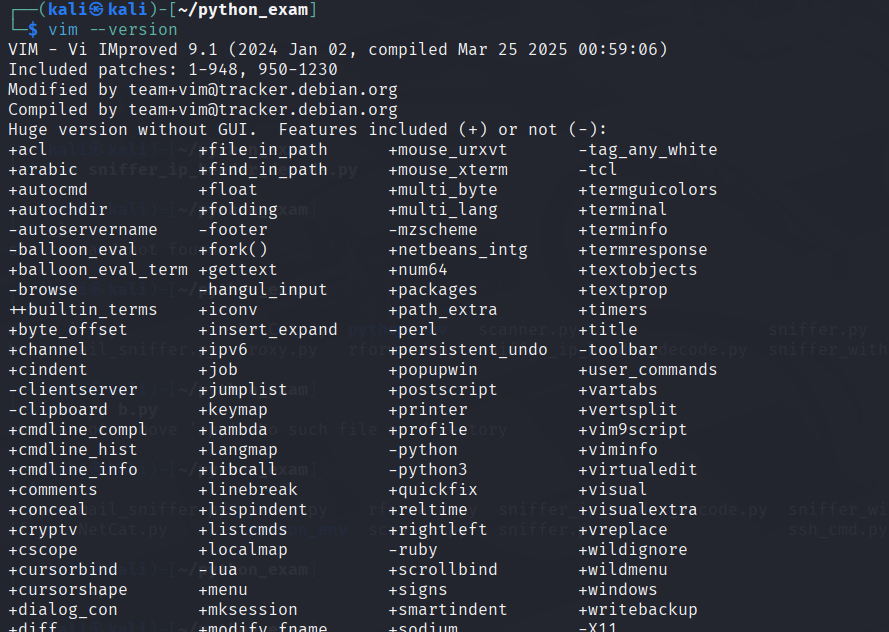 ┌──(kali㉿kali)-[~/python_exam]
└─$ vim --version
VIM - Vi IMproved 9.1 (2024 Jan 02, compiled Mar 25 2025 00:59:06)
Included patches: 1-948, 950-1230
Modified by team+vim@tracker.debian.org
Compiled by team+vim@tracker.debian.org
Huge version without GUI.  Features included (+) or not (-):
+acl               +file_in_path      +mouse_urxvt       -tag_any_white
+arabic            +find_in_path      +mouse_xterm       -tcl
+autocmd           +float             +multi_byte        +termguicolors
+autochdir         +folding           +multi_lang        +terminal
-autoservername    -footer            -mzscheme          +terminfo
-balloon_eval      +fork()            +netbeans_intg     +termresponse
+balloon_eval_term +gettext           +num64             +textobjects
-browse            -hangul_input      +packages          +textprop
++builtin_terms    +iconv             +path_extra        +timers
+byte_offset       +insert_expand     -perl              +title
+channel           +ipv6              +persistent_undo   -toolbar
+cindent           +job               +popupwin          +user_commands
-clientserver      +jumplist          +postscript        +vartabs
-clipboard         +keymap            +printer           +vertsplit
+cmdline_compl     +lambda            +profile           +vim9script
+cmdline_hist      +langmap           -python            +viminfo
+cmdline_info      +libcall           -python3           +virtualedit
+comments          +linebreak         +quickfix          +visual
+conceal           +lispindent        +reltime           +visualextra
+cryptv            +listcmds          +rightleft         +vreplace
+cscope            +localmap          -ruby              +wildignore
+cursorbind        -lua               +scrollbind        +wildmenu
+cursorshape       +menu              +signs             +windows
+dialog_con        +mksession         +smartindent       +writebackup
+diff              +modify_fname      +sodium            -X11